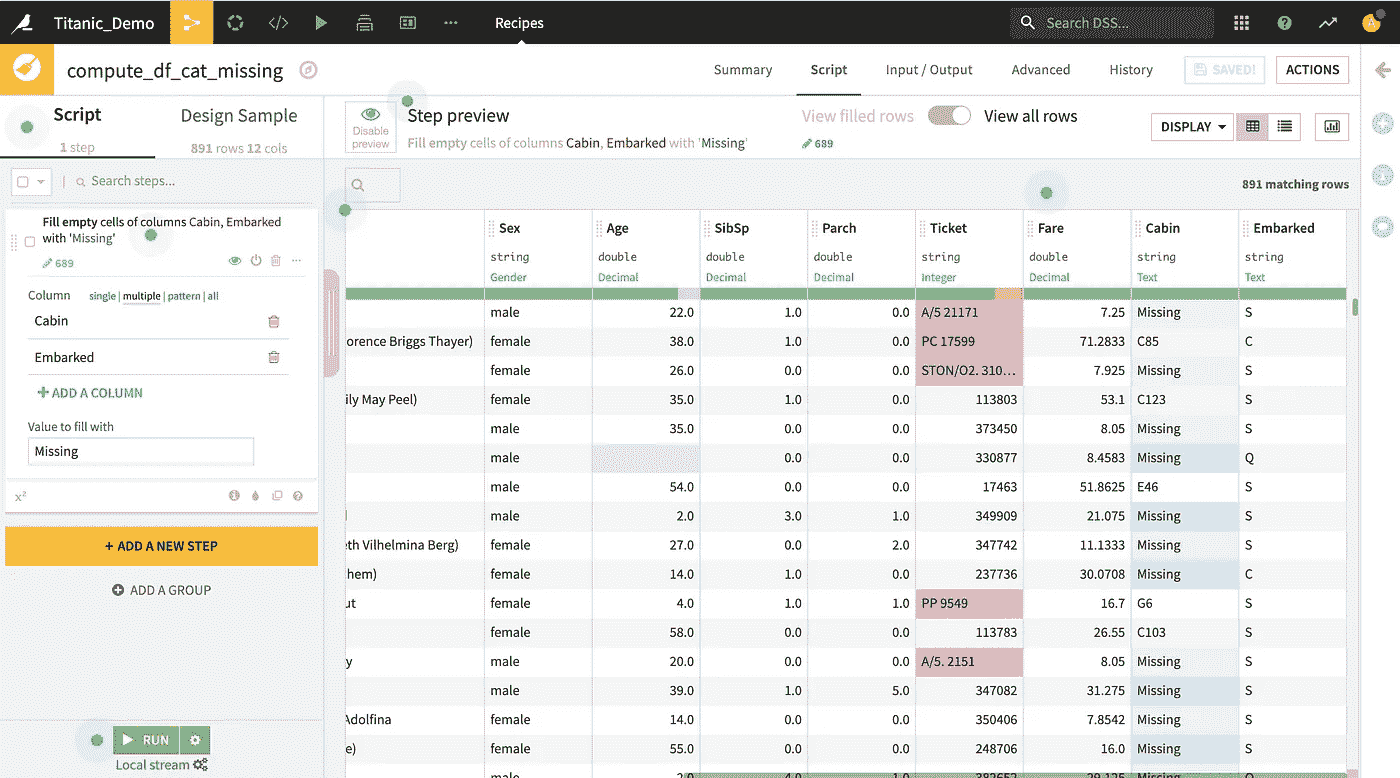 Titanic_Demo Recipes Search DSS...
compute_df_cat_missing Summary Script Input / Output Advanced History SAVED! ACTIONS
Script
1 step
Design Sample
891 rows 12 cols
Disable preview
Step preview
Fill empty cells of columns Cabin, Embarked with 'Missing'
689
View filled rows View all rows
DISPLAY
Search steps...
891 matching rows
Fill empty cells of columns Cabin, Embarked
with 'Missing'
689
Column single | multiple | pattern | all
Cabin
Embarked
+ ADD A COLUMN
Value to fill with
Missing
x²
+ ADD A NEW STEP
ADD A GROUP
RUN
Local stream
Sex Age SibSp Parch Ticket Fare Cabin Embarked
string double double double string double string string
Gender Decimal Decimal Decimal Integer Decimal Text Text
male 22.0 1.0 0.0 A/5 21171 7.25 Missing S
orence Briggs Thayer) female 38.0 1.0 0.0 PC 17599 71.2833 C85 C
female 26.0 0.0 0.0 STON/O2. 310... 7.925 Missing S
ily May Peel) female 35.0 1.0 0.0 113803 53.1 C123 S
male 35.0 0.0 0.0 373450 8.05 Missing S
male 0.0 0.0 330877 8.4583 Missing Q
male 54.0 0.0 0.0 17463 51.8625 E46 S
male 2.0 3.0 1.0 349909 21.075 Missing S
eth Vilhelmina Berg) female 27.0 0.0 2.0 347742 11.1333 Missing S
hem) female 14.0 1.0 0.0 237736 30.0708 Missing C
ut female 4.0 1.0 1.0 PP 9549 16.7 G6 S
female 58.0 0.0 0.0 113783 26.55 C103 S
y male 20.0 0.0 0.0 A/5. 2151 8.05 Missing S
male 39.0 1.0 5.0 347082 31.275 Missing S
Adolfina female 14.0 0.0 0.0 350406 7.8542 Missing S
e) female 55.0 0.0 0.0 248706 16.0 Missing S
male 2.0 4.0 1.0 382652 29.125 Missing Q